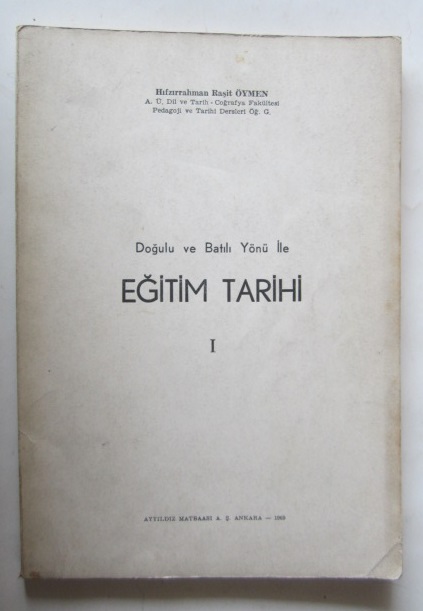 Hıfzırrahman Raşit ÖYMEN
A. Ü. Dil ve Tarih - Coğrafya Fakültesi
Pedagoji ve Tarihi Dersleri Öğ. G.
Doğulu ve Batılı Yönü İle
EĞİTİM TARİHİ
I
AYYILDIZ MATBAASI A. Ş. ANKARA —